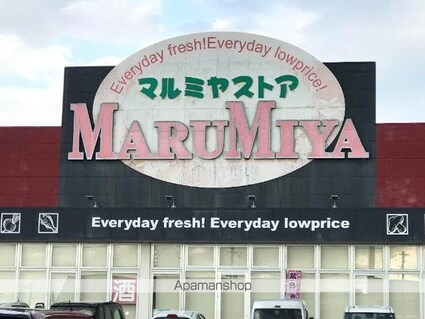 Everyday fresh!Everyday lowprice!
マルミヤストア
MARUMIYA
Everyday fresh! Everyday lowprice
酒
Apamanshop